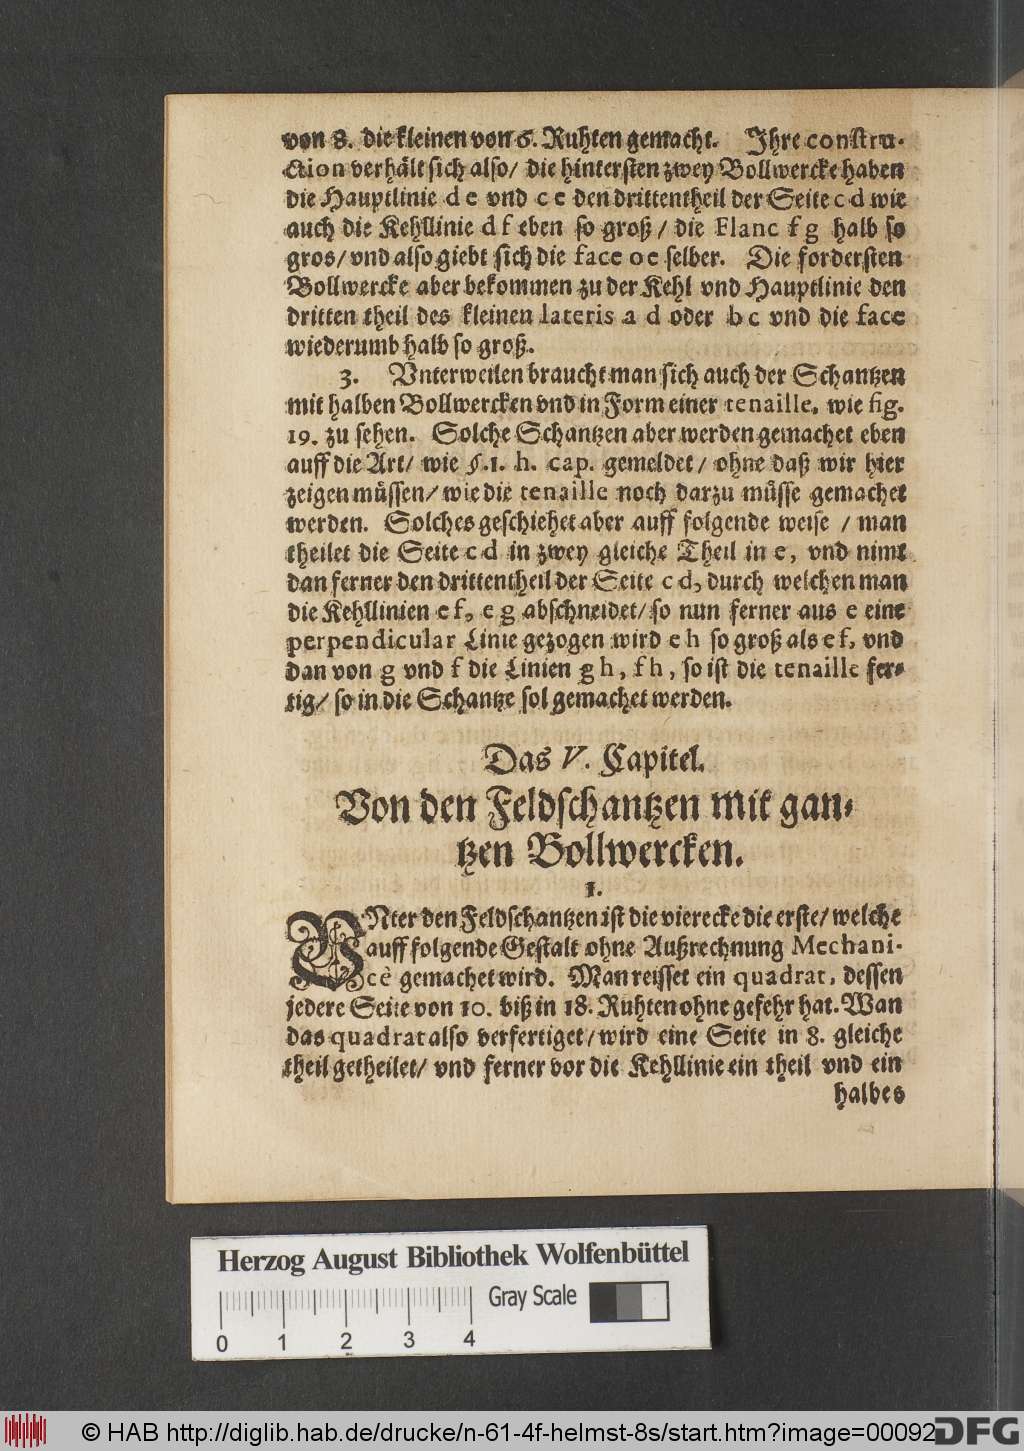 von 8. die kleinen von 6. Ruhten gemacht. Ihre constru-
ction verhält sich also/ die hintersten zwey Bollwercke haben
die Hauptlinie d e vnd c e den drittentheil der Seite c d wie
auch die Kehllinie d f eben so groß/ die Flanc f g halb so
gros/ vnd also giebt sich die face o e selber. Die fordersten
Bollwercke aber bekommen zu der Kehl vnd Hauptlinie den
dritten theil des kleinen lateris a d oder b c vnd die face
wiederumb halb so groß.
3. Vnterweilen braucht man sich auch der Schantzen
mit halben Bollwercken vnd in Form einer tenaille, wie fig.
19. zu sehen. Solche Schantzen aber werden gemachet eben
auff die Art/ wie §. 1. h. cap. gemeldet/ ohne daß wir hier
zeigen müssen/ wie die tenaille noch darzu müsse gemachet
werden. Solches geschiehet aber auff folgende weise / man
theilet die Seite c d in zwey gleiche Theil in e, vnd nimt
dan ferner den drittentheil der Seite c d, durch welchen man
die Kehllinien e f, e g abschneidet/ so nun ferner aus e eine
perpendicular Linie gezogen wird e h so groß als e f, vnd
dan von g vnd f die Linien g h, f h, so ist die tenaille fer-
tig/ so in die Schantze sol gemachet werden.
Das V. Capitel.
Von den Feldschantzen mit gan-
tzen Bollwercken.
1.
VNter den Feldschantzen ist die vierecke die erste/ welche
auff folgende Gestalt ohne Außrechnung Mechani-
cè gemachet wird. Man reisset ein quadrat, dessen
jedere Seite von 10. biß in 18. Ruhten ohne gefehr hat. Wan
das quadrat also verfertiget/ wird eine Seite in 8. gleiche
theil getheilet/ vnd ferner vor die Kehllinie ein theil vnd ein
halbes
Herzog August Bibliothek Wolfenbüttel
Gray Scale
0 1 2 3 4
© HAB http://diglib.hab.de/drucke/n-61-4f-helmst-8s/start.htm?image=00092
DFG